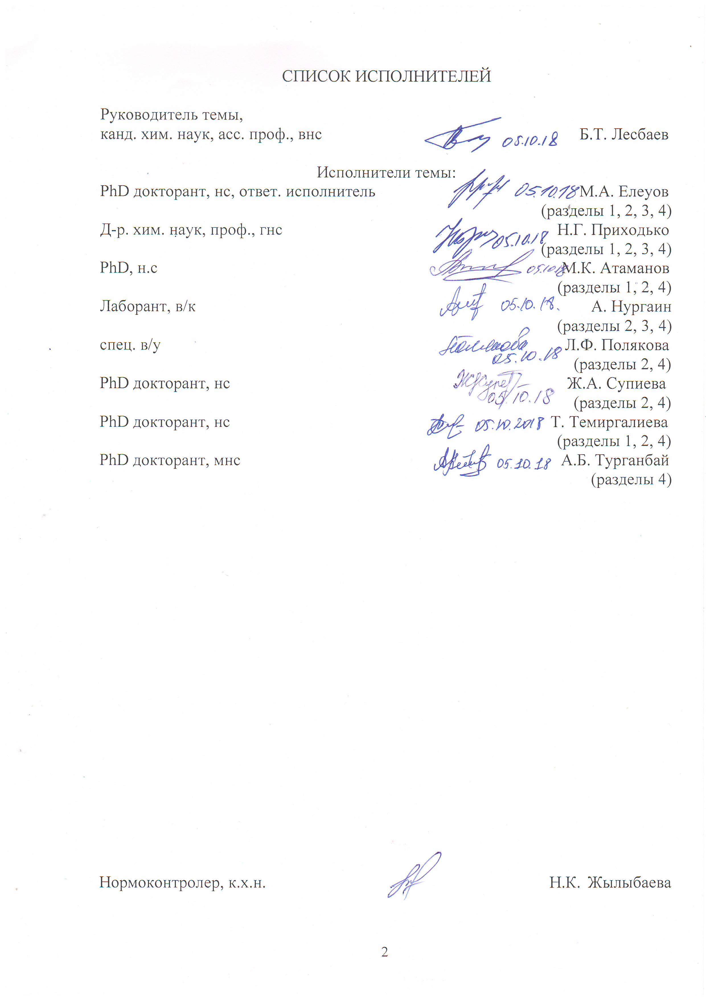 СПИСОК ИСПОЛНИТЕЛЕЙ
Руководитель темы,
канд. хим. наук, асс. проф., внс 05.10.18 Б.Т. Лесбаев
Исполнители темы:
PhD докторант, нс, ответ. исполнитель 05.10.18 М.А. Елеуов
(разделы 1, 2, 3, 4)
Д-р. хим. наук, проф., гнс 05.10.18 Н.Г. Приходько
(разделы 1, 2, 3, 4)
PhD, н.с 05.10.18 М.К. Атаманов
(разделы 1, 2, 4)
Лаборант, в/к 05.10.18. А. Нургаин
(разделы 2, 3, 4)
спец. в/у Полякова Л.Ф. Полякова
05.10.18
(разделы 2, 4)
PhD докторант, нс Ж.А. Супиева
05.10.18
(разделы 2, 4)
PhD докторант, нс 05.10.2018 Т. Темиргалиева
(разделы 1, 2, 4)
PhD докторант, мнс 05.10.18 А.Б. Турганбай
(разделы 4)
Нормоконтролер, к.х.н. Н.К. Жылыбаева
2